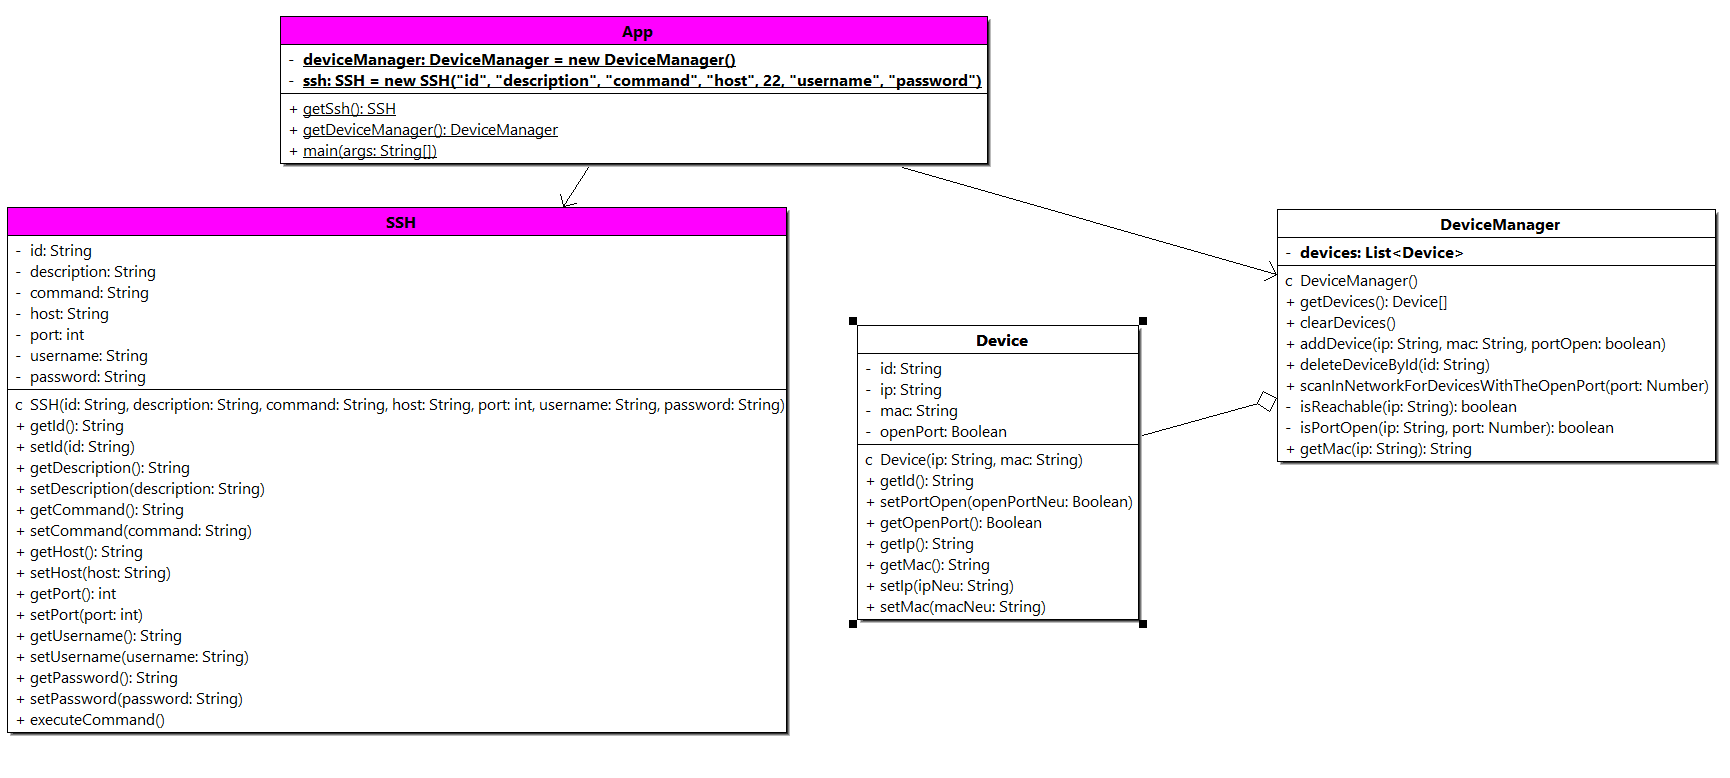 App
- deviceManager: DeviceManager = new DeviceManager()
- ssh: SSH = new SSH("id", "description", "command", "host", 22, "username", "password")
+ getSsh(): SSH
+ getDeviceManager(): DeviceManager
+ main(args: String[])
SSH
- id: String
- description: String
- command: String
- host: String
- port: int
- username: String
- password: String
c SSH(id: String, description: String, command: String, host: String, port: int, username: String, password: String)
+ getId(): String
+ setId(id: String)
+ getDescription(): String
+ setDescription(description: String)
+ getCommand(): String
+ setCommand(command: String)
+ getHost(): String
+ setHost(host: String)
+ getPort(): int
+ setPort(port: int)
+ getUsername(): String
+ setUsername(username: String)
+ getPassword(): String
+ setPassword(password: String)
+ executeCommand()
Device
- id: String
- ip: String
- mac: String
- openPort: Boolean
c Device(ip: String, mac: String)
+ getId(): String
+ setPortOpen(openPortNeu: Boolean)
+ getOpenPort(): Boolean
+ getIp(): String
+ getMac(): String
+ setIp(ipNeu: String)
+ setMac(macNeu: String)
DeviceManager
- devices: List<Device>
c DeviceManager()
+ getDevices(): Device[]
+ clearDevices()
+ addDevice(ip: String, mac: String, portOpen: boolean)
+ deleteDeviceById(id: String)
+ scanInNetworkForDevicesWithTheOpenPort(port: Number)
- isReachable(ip: String): boolean
- isPortOpen(ip: String, port: Number): boolean
+ getMac(ip: String): String